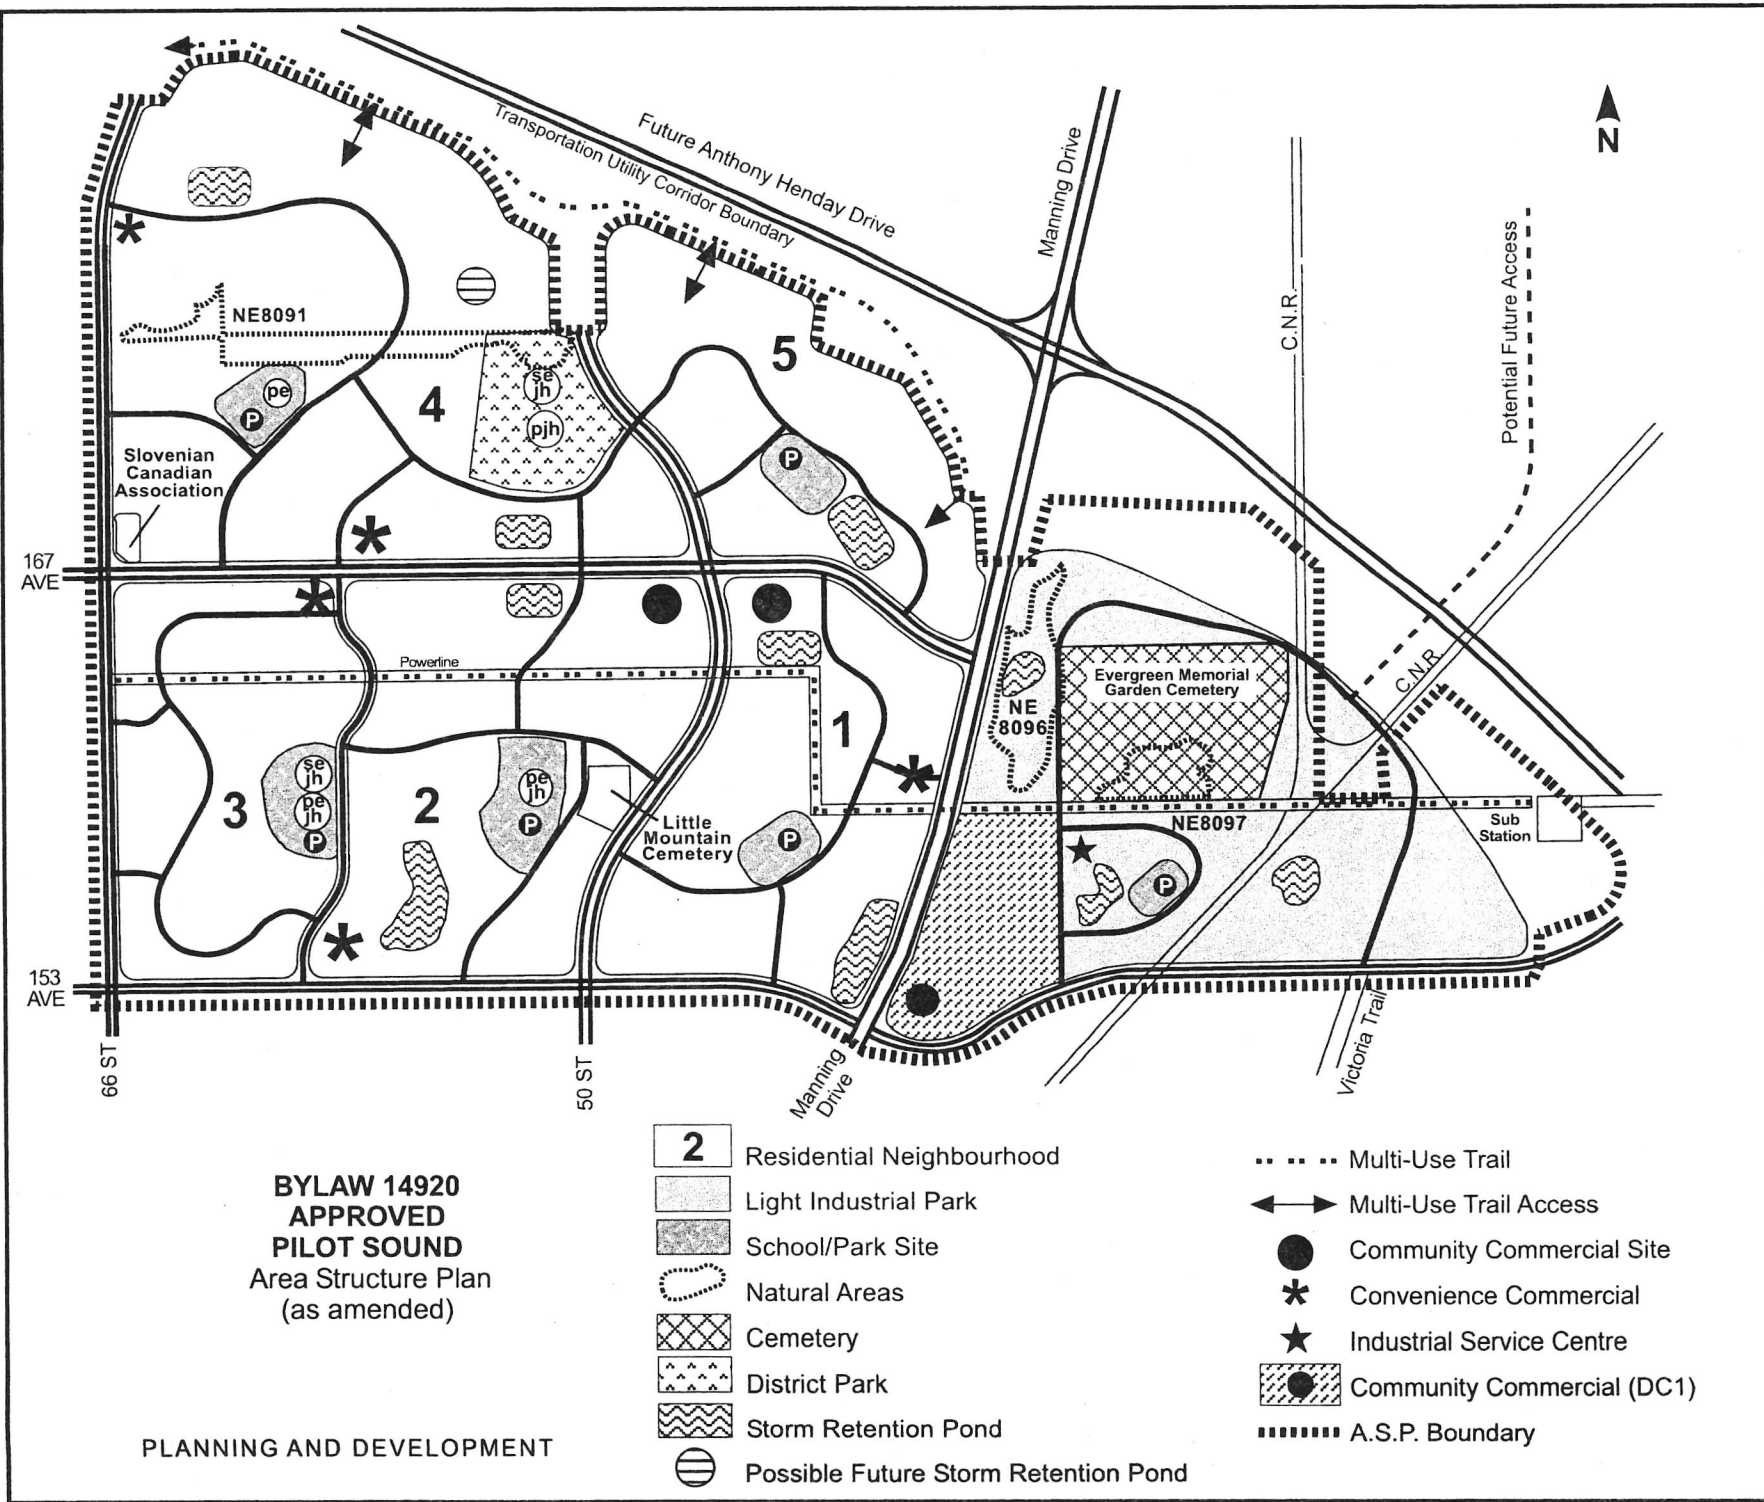 Future Anthony Henday Drive
Transportation Utility Corridor Boundary
Manning Drive
N
C.N.R.
Potential Future Access
NE8091
5
se
jh
pjh
4
pe
P
P
Slovenian
Canadian
Association
167
AVE
Powerline
Evergreen Memorial
Garden Cemetery
C.N.R.
NE
8096
1
se
jh
pe
jh
P
3
2
pe
jh
P
Little
Mountain
Cemetery
P
NE8097
Sub
Station
P
153
AVE
66 ST
50 ST
Manning
Drive
Victoria Trail
BYLAW 14920
APPROVED
PILOT SOUND
Area Structure Plan
(as amended)
PLANNING AND DEVELOPMENT
2 Residential Neighbourhood
Light Industrial Park
School/Park Site
Natural Areas
Cemetery
District Park
Storm Retention Pond
Possible Future Storm Retention Pond
Multi-Use Trail
Multi-Use Trail Access
Community Commercial Site
Convenience Commercial
Industrial Service Centre
Community Commercial (DC1)
A.S.P. Boundary